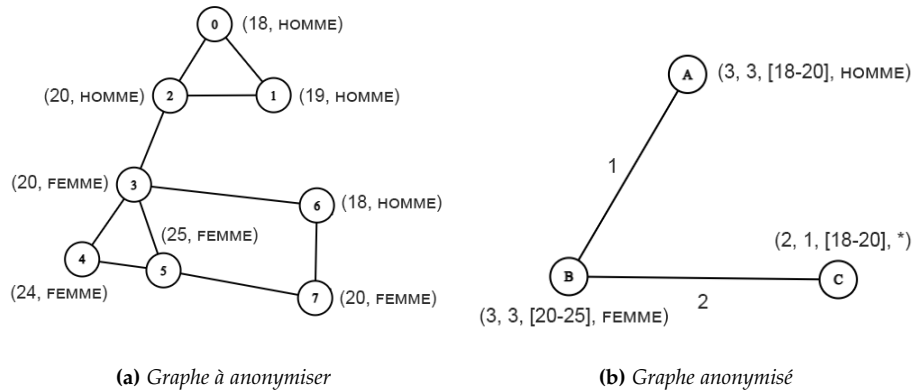 0 (18, HOMME)
(20, HOMME) 2 1 (19, HOMME)
(20, FEMME) 3
6 (18, HOMME)
(25, FEMME)
4 5
(24, FEMME)
7 (20, FEMME)
(a) Graphe à anonymiser
A (3, 3, [18-20], HOMME)
1
(2, 1, [18-20], *)
B C
2
(3, 3, [20-25], FEMME)
(b) Graphe anonymisé